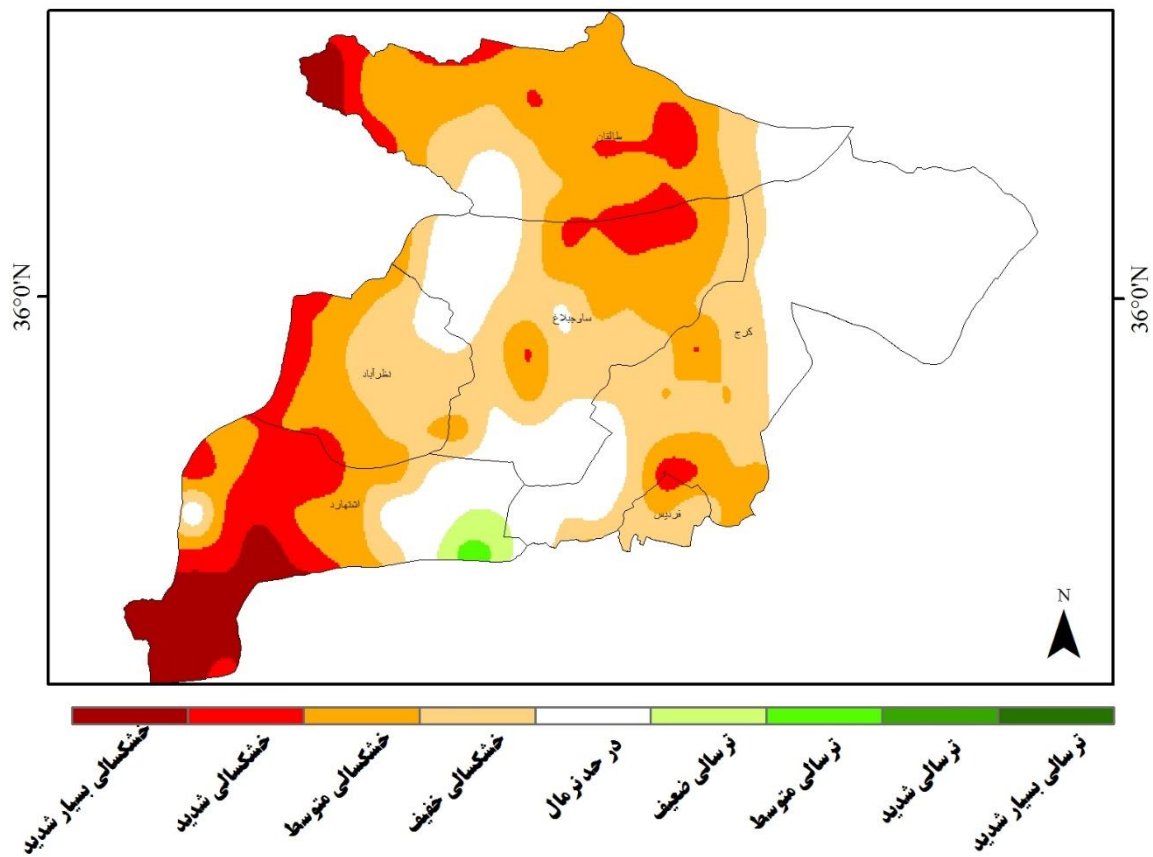 طالقان
36°0'N
36°0'N
ساوجبلاغ
کرج
نظرآباد
اشتهارد
فردیس
N
خشکسالی بسیار شدید
خشکسالی شدید
خشکسالی متوسط
خشکسالی خفیف
در حد نرمال
ترسالی ضعیف
ترسالی متوسط
ترسالی شدید
ترسالی بسیار شدید